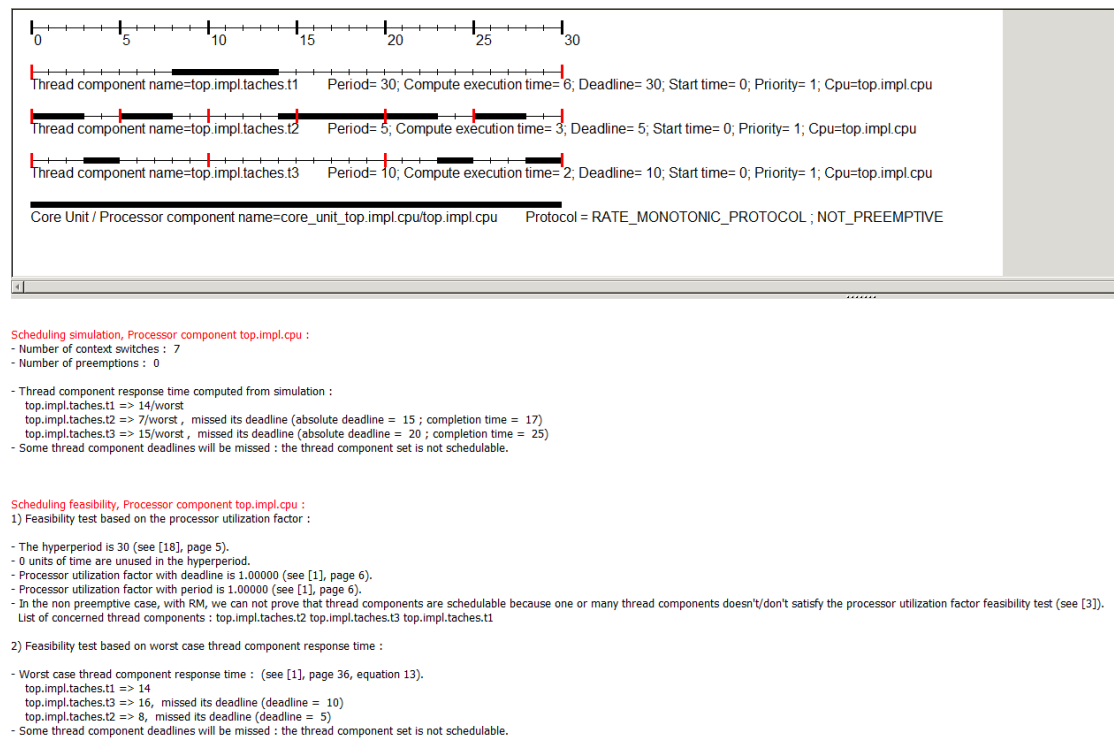 0 5 10 15 20 25 30
Thread component name=top.impl.taches.t1 Period= 30; Compute execution time= 6; Deadline= 30; Start time= 0; Priority= 1; Cpu=top.impl.cpu
Thread component name=top.impl.taches.t2 Period= 5; Compute execution time= 3; Deadline= 5; Start time= 0; Priority= 1; Cpu=top.impl.cpu
Thread component name=top.impl.taches.t3 Period= 10; Compute execution time= 2; Deadline= 10; Start time= 0; Priority= 1; Cpu=top.impl.cpu
Core Unit / Processor component name=core_unit_top.impl.cpu/top.impl.cpu Protocol = RATE_MONOTONIC_PROTOCOL ; NOT_PREEMPTIVE
Scheduling simulation, Processor component top.impl.cpu :
- Number of context switches : 7
- Number of preemptions : 0
- Thread component response time computed from simulation :
top.impl.taches.t1 => 14/worst
top.impl.taches.t2 => 7/worst , missed its deadline (absolute deadline = 15 ; completion time = 17)
top.impl.taches.t3 => 15/worst , missed its deadline (absolute deadline = 20 ; completion time = 25)
- Some thread component deadlines will be missed : the thread component set is not schedulable.
Scheduling feasibility, Processor component top.impl.cpu :
1) Feasibility test based on the processor utilization factor :
- The hyperperiod is 30 (see [18], page 5).
- 0 units of time are unused in the hyperperiod.
- Processor utilization factor with deadline is 1.00000 (see [1], page 6).
- Processor utilization factor with period is 1.00000 (see [1], page 6).
- In the non preemptive case, with RM, we can not prove that thread components are schedulable because one or many thread components doesn't/don't satisfy the processor utilization factor feasibility test (see [3]).
List of concerned thread components : top.impl.taches.t2 top.impl.taches.t3 top.impl.taches.t1
2) Feasibility test based on worst case thread component response time :
- Worst case thread component response time : (see [1], page 36, equation 13).
top.impl.taches.t1 => 14
top.impl.taches.t3 => 16, missed its deadline (deadline = 10)
top.impl.taches.t2 => 8, missed its deadline (deadline = 5)
- Some thread component deadlines will be missed : the thread component set is not schedulable.